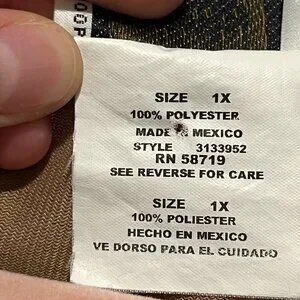 SIZE 1X
100% POLYESTER
MADE MEXICO
STYLE 3133952
RN 58719
SEE REVERSE FOR CARE
SIZE 1X
100% POLIESTER
HECHO EN MEXICO
VE DORSO PARA EL CUIDADO